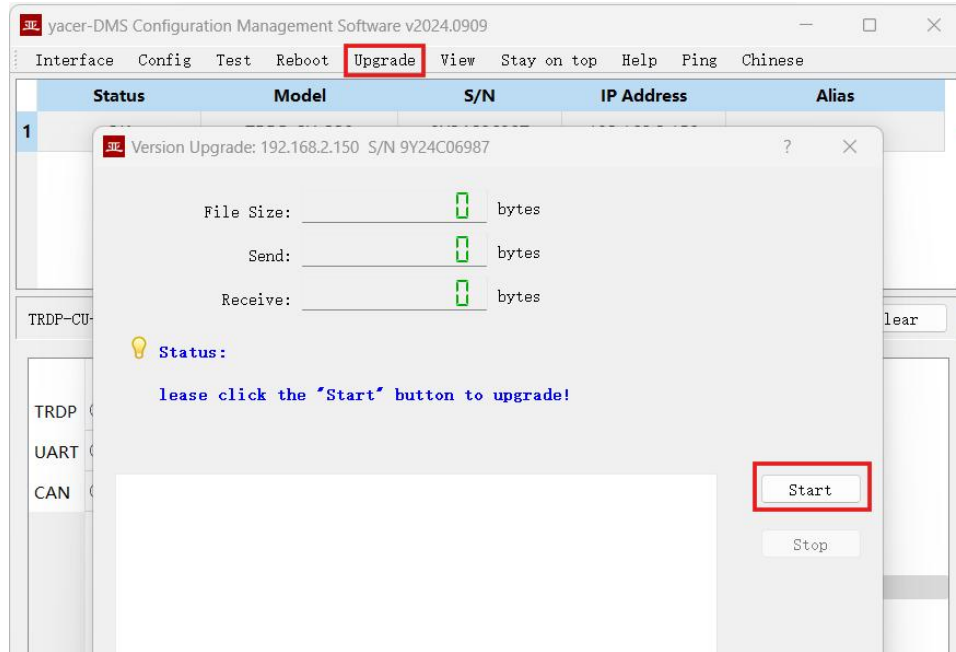 yacer-DMS Configuration Management Software v2024.0909
Interface Config Test Reboot Upgrade View Stay on top Help Ping Chinese
Status Model S/N IP Address Alias
1
Version Upgrade: 192.168.2.150 S/N 9Y24C06987
File Size: 0 bytes
Send: 0 bytes
Receive: 0 bytes
TRDP-CU-
lear
Status:
lease click the "Start" button to upgrade!
TRDP
UART
CAN
Start
Stop